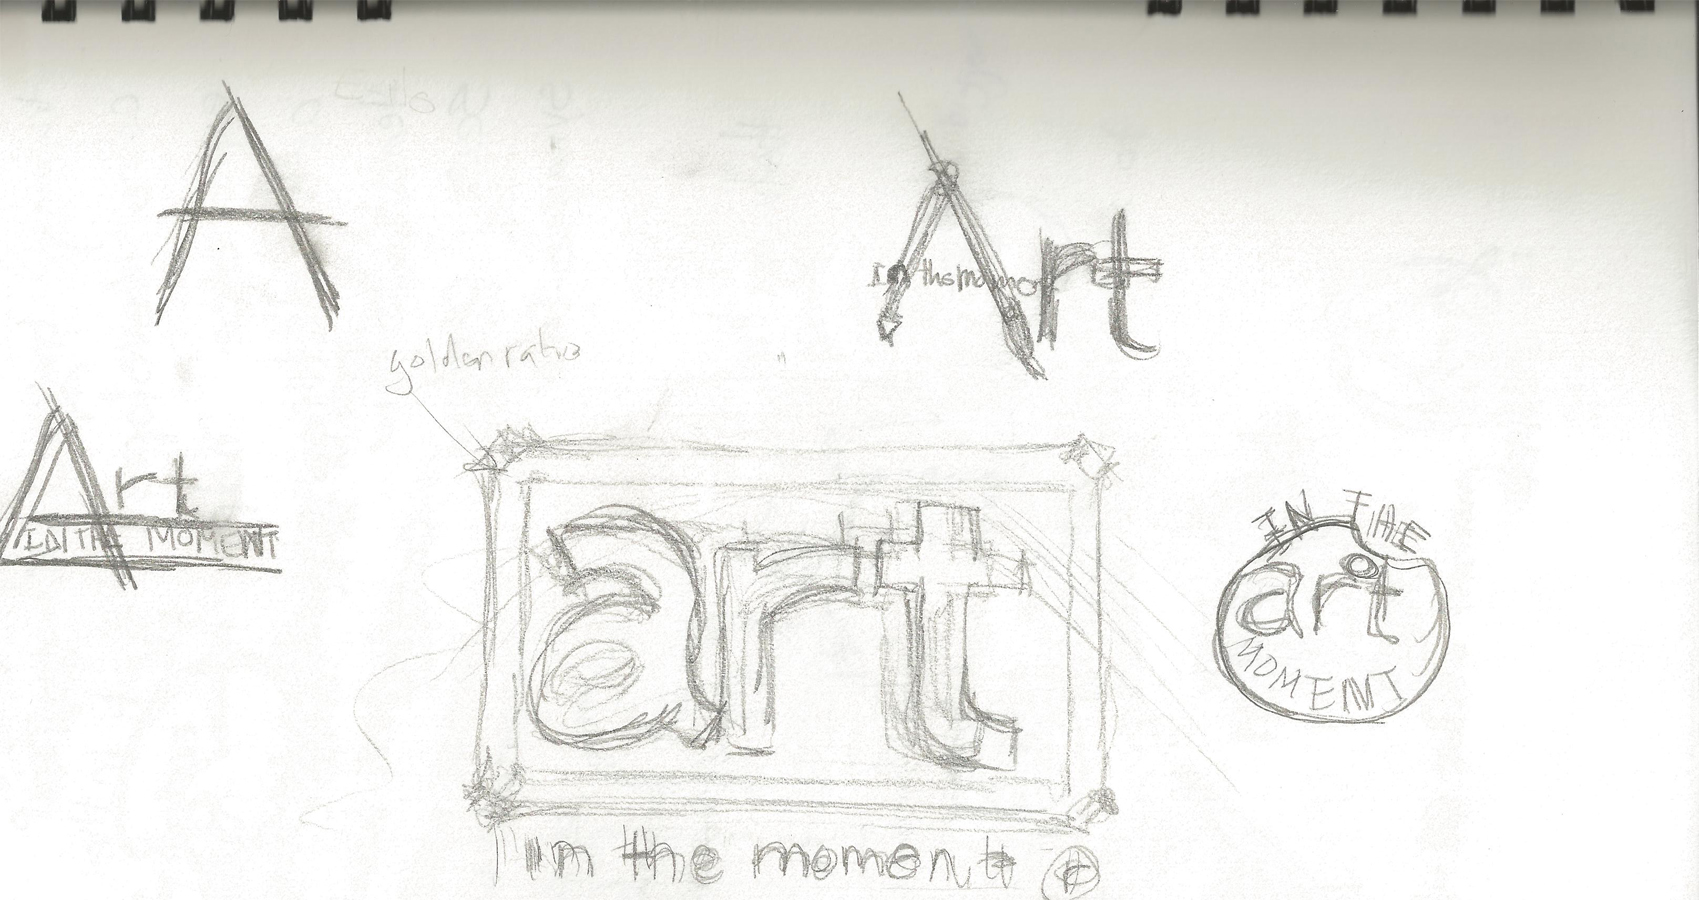 A
Art
In the moment
golden ratio
Art
IN THE MOMENT
art
in the moment
IN THE
art
MOMENT